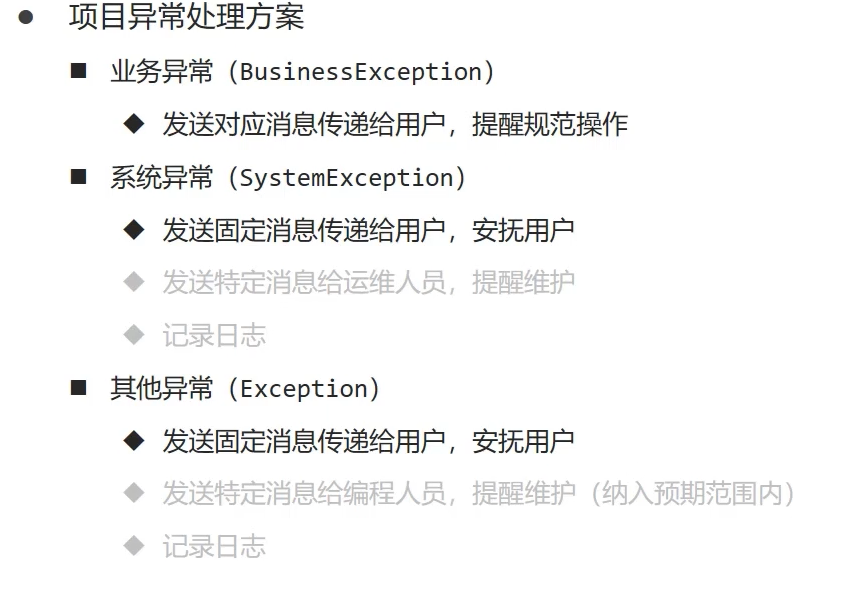 项目异常处理方案
业务异常（BusinessException）
发送对应消息传递给用户，提醒规范操作
系统异常（SystemException）
发送固定消息传递给用户，安抚用户
发送特定消息给运维人员，提醒维护
记录日志
其他异常（Exception）
发送固定消息传递给用户，安抚用户
发送特定消息给编程人员，提醒维护（纳入预期范围内）
记录日志